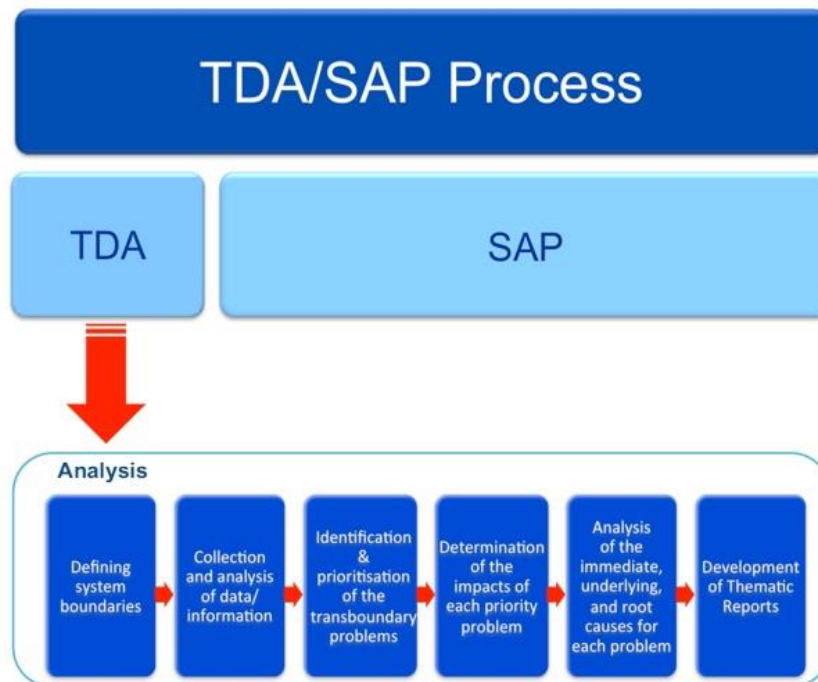 TDA/SAP Process
TDA
SAP
Analysis
Defining
system
boundaries
Collection
and analysis
of data/
information
Identification
&
prioritisation
of the
transboundary
problems
Determination
of the
impacts of
each priority
problem
Analysis
of the
immediate,
underlying,
and root
causes for
each problem
Development
of Thematic
Reports